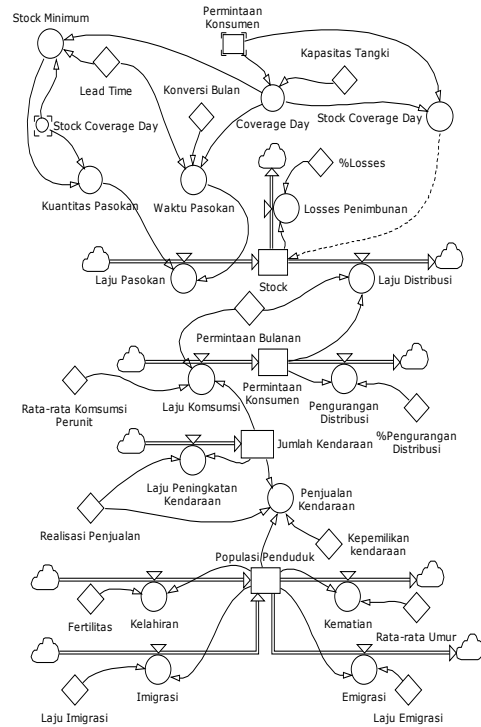 Stock Minimum
Permintaan
Konsumen
Kapasitas Tangki
Lead Time
Konversi Bulan
Stock Coverage Day
Coverage Day
Stock Coverage Day
%Losses
Kuantitas Pasokan
Waktu Pasokan
Losses Penimbunan
Laju Pasokan
Stock
Laju Distribusi
Permintaan Bulanan
Rata-rata Komsumsi
Perunit
Laju Komsumsi
Permintaan
Konsumen
Pengurangan
Distribusi
%Pengurangan
Distribusi
Jumlah Kendaraan
Laju Peningkatan
Kendaraan
Penjualan
Kendaraan
Realisasi Penjualan
Kepemilikan
kendaraan
Populasi Penduduk
Fertilitas
Kelahiran
Kematian
Rata-rata Umur
Laju Imigrasi
Imigrasi
Emigrasi
Laju Emigrasi